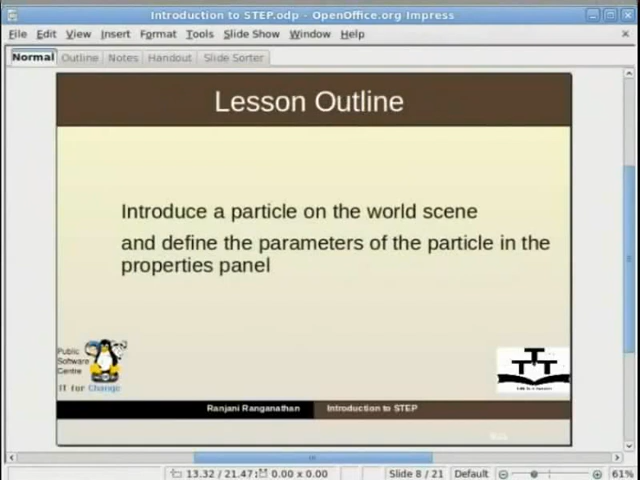 Introduction to STEP.odp - OpenOffice.org Impress
File Edit View Insert Format Tools Slide Show Window Help
Normal Outline Notes Handout Slide Sorter
Lesson Outline
Introduce a particle on the world scene
and define the parameters of the particle in the
properties panel
Public
Software
Centre
IT for Change
TTT
Ranjani Ranganathan Introduction to STEP
13.32 / 21.47 0.00 x 0.00 Slide 8 / 21 Default 61%